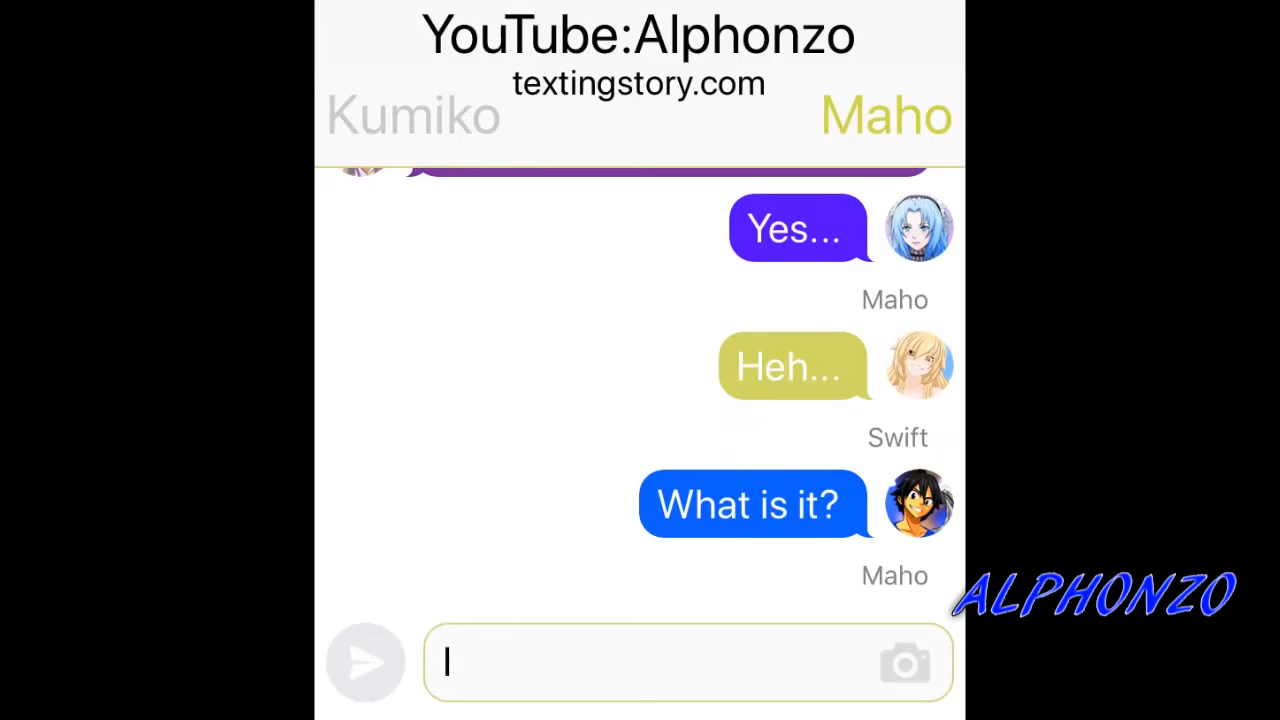 YouTube:Alphonzo
textingstory.com
Kumiko Maho
Yes...
Maho
Heh...
Swift
What is it?
Maho
ALPHONZO